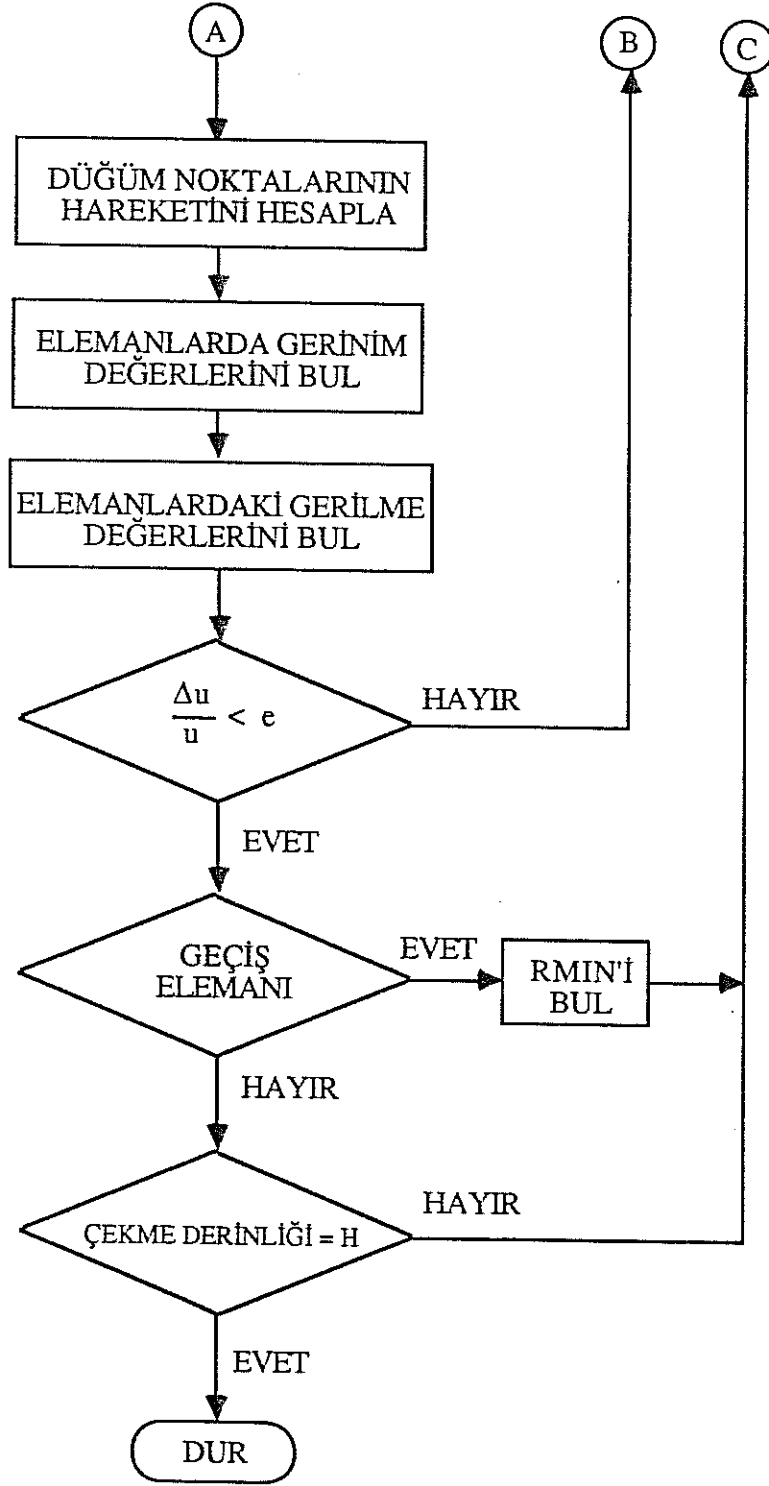 A
B
C
DÜĞÜM NOKTALARININ
HAREKETİNİ HESAPLA
ELEMANLARDA GERİNİM
DEĞERLERİNİ BUL
ELEMANLARDAKİ GERİLME
DEĞERLERİNİ BUL
Δu
u < e
HAYIR
EVET
GEÇİŞ
ELEMANI
EVET
RMIN'İ
BUL
HAYIR
ÇEKME DERİNLİĞİ = H
HAYIR
EVET
DUR